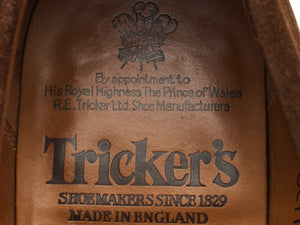 By appointment to
His Royal Highness The Prince of Wales
R.E. Tricker Ltd. Shoe Manufacturers
Tricker's
SHOEMAKERS SINCE 1829
MADE IN ENGLAND